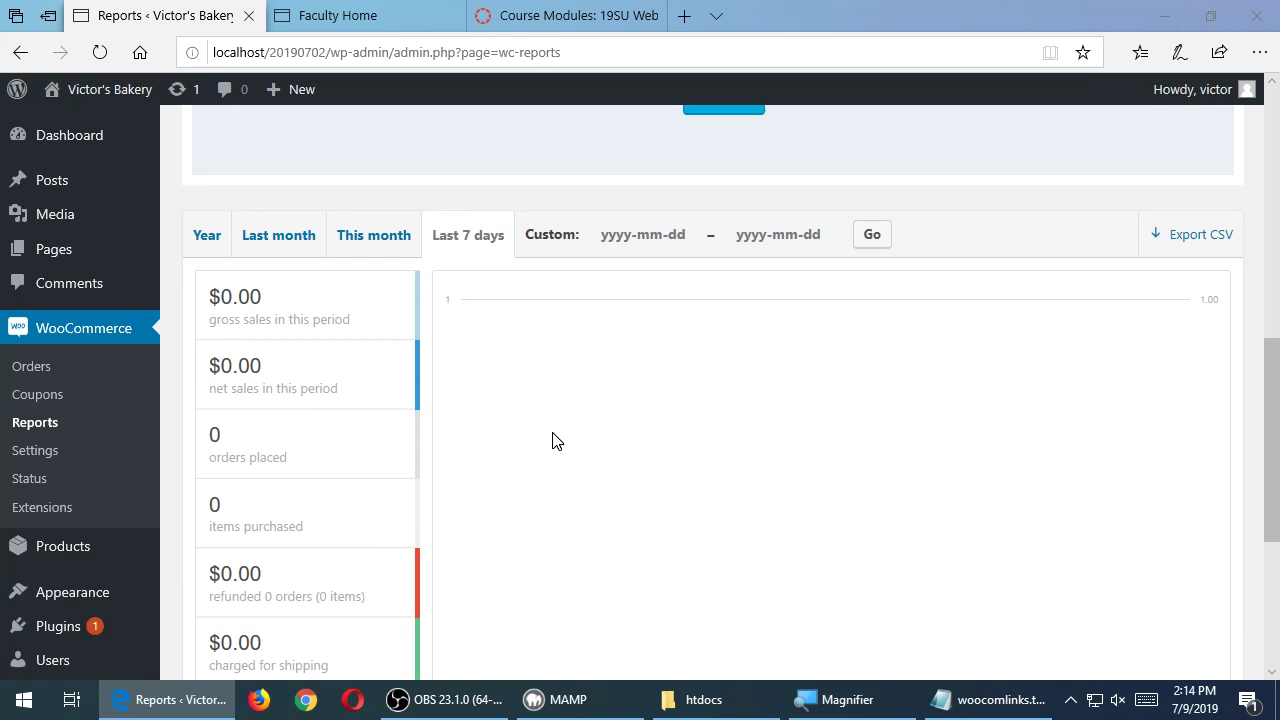 Reports ‹ Victor's Bakery
Faculty Home
Course Modules: 19SU Web
localhost/20190702/wp-admin/admin.php?page=wc-reports
Victor's Bakery
1
0
New
Howdy, victor
Dashboard
Posts
Media
Pages
Comments
WooCommerce
Orders
Coupons
Reports
Settings
Status
Extensions
Products
Appearance
Plugins 1
Users
Year
Last month
This month
Last 7 days
Custom:
yyyy-mm-dd
–
yyyy-mm-dd
Go
Export CSV
$0.00
gross sales in this period
$0.00
net sales in this period
0
orders placed
0
items purchased
$0.00
refunded 0 orders (0 items)
$0.00
charged for shipping
1
1.00
Reports ‹ Victor...
OBS 23.1.0 (64-...
MAMP
htdocs
Magnifier
woocomlinks.t...
2:14 PM
7/9/2019
1